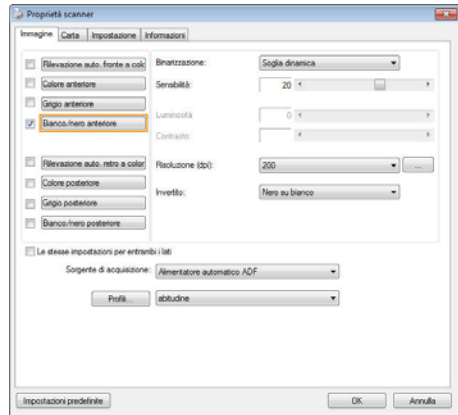 Proprietà scanner
Immagine Carta Impostazione Informazioni
Rilevazione auto. fronte a colo
Binarizzazione: Soglia dinamica
Colore anteriore
Sensibilità: 20
Grigio anteriore
Luminosità 0
Bianco/nero anteriore
Contrasto:
Rilevazione auto. retro a color
Risoluzione (dpi): 200 ...
Colore posteriore
Invertito: Nero su bianco
Grigio posteriore
Bianco/nero posteriore
Le stesse impostazioni per entrambi i lati
Sorgente di acquisizione: Alimentatore automatico ADF
Profili... abitudine
Impostazioni predefinite OK Annulla